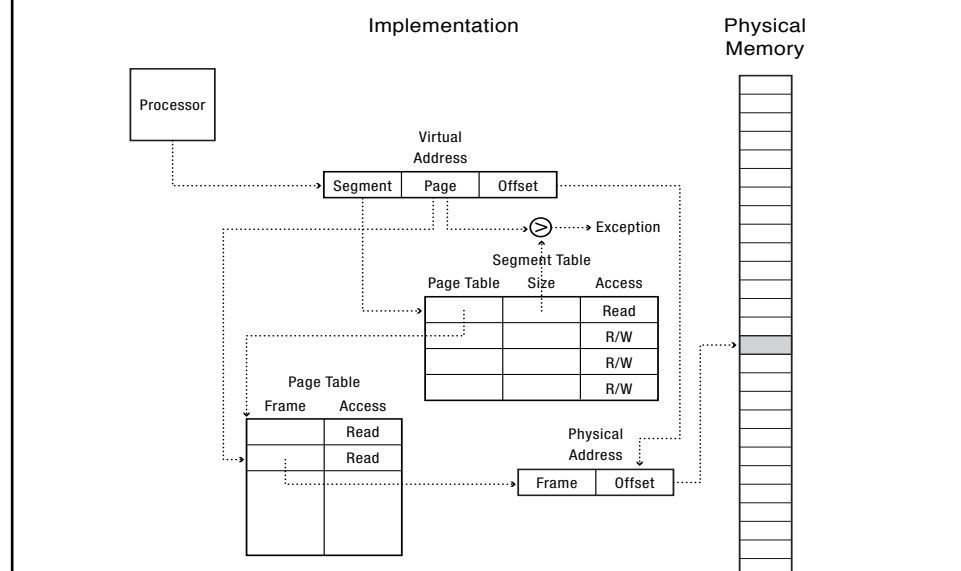 Implementation
Physical
Memory
Processor
Virtual
Address
Segment Page Offset
> Exception
Segment Table
Page Table Size Access
Read
R/W
R/W
R/W
Page Table
Frame Access
Read
Read
Physical
Address
Frame Offset